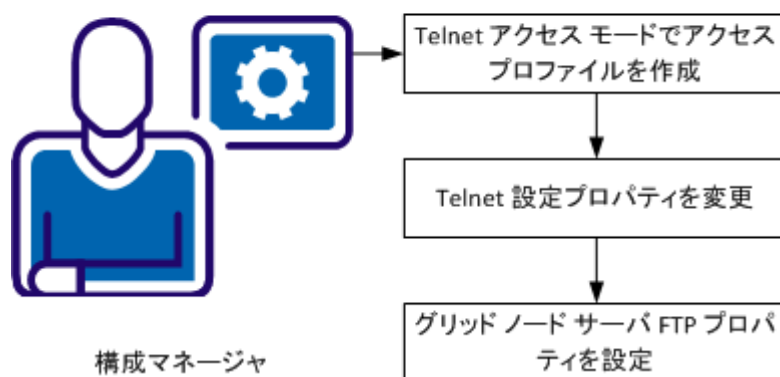 Telnet アクセス モードでアクセス
プロファイルを作成
Telnet 設定プロパティを変更
グリッド ノード サーバ FTP プロパ
ティを設定
構成マネージャ